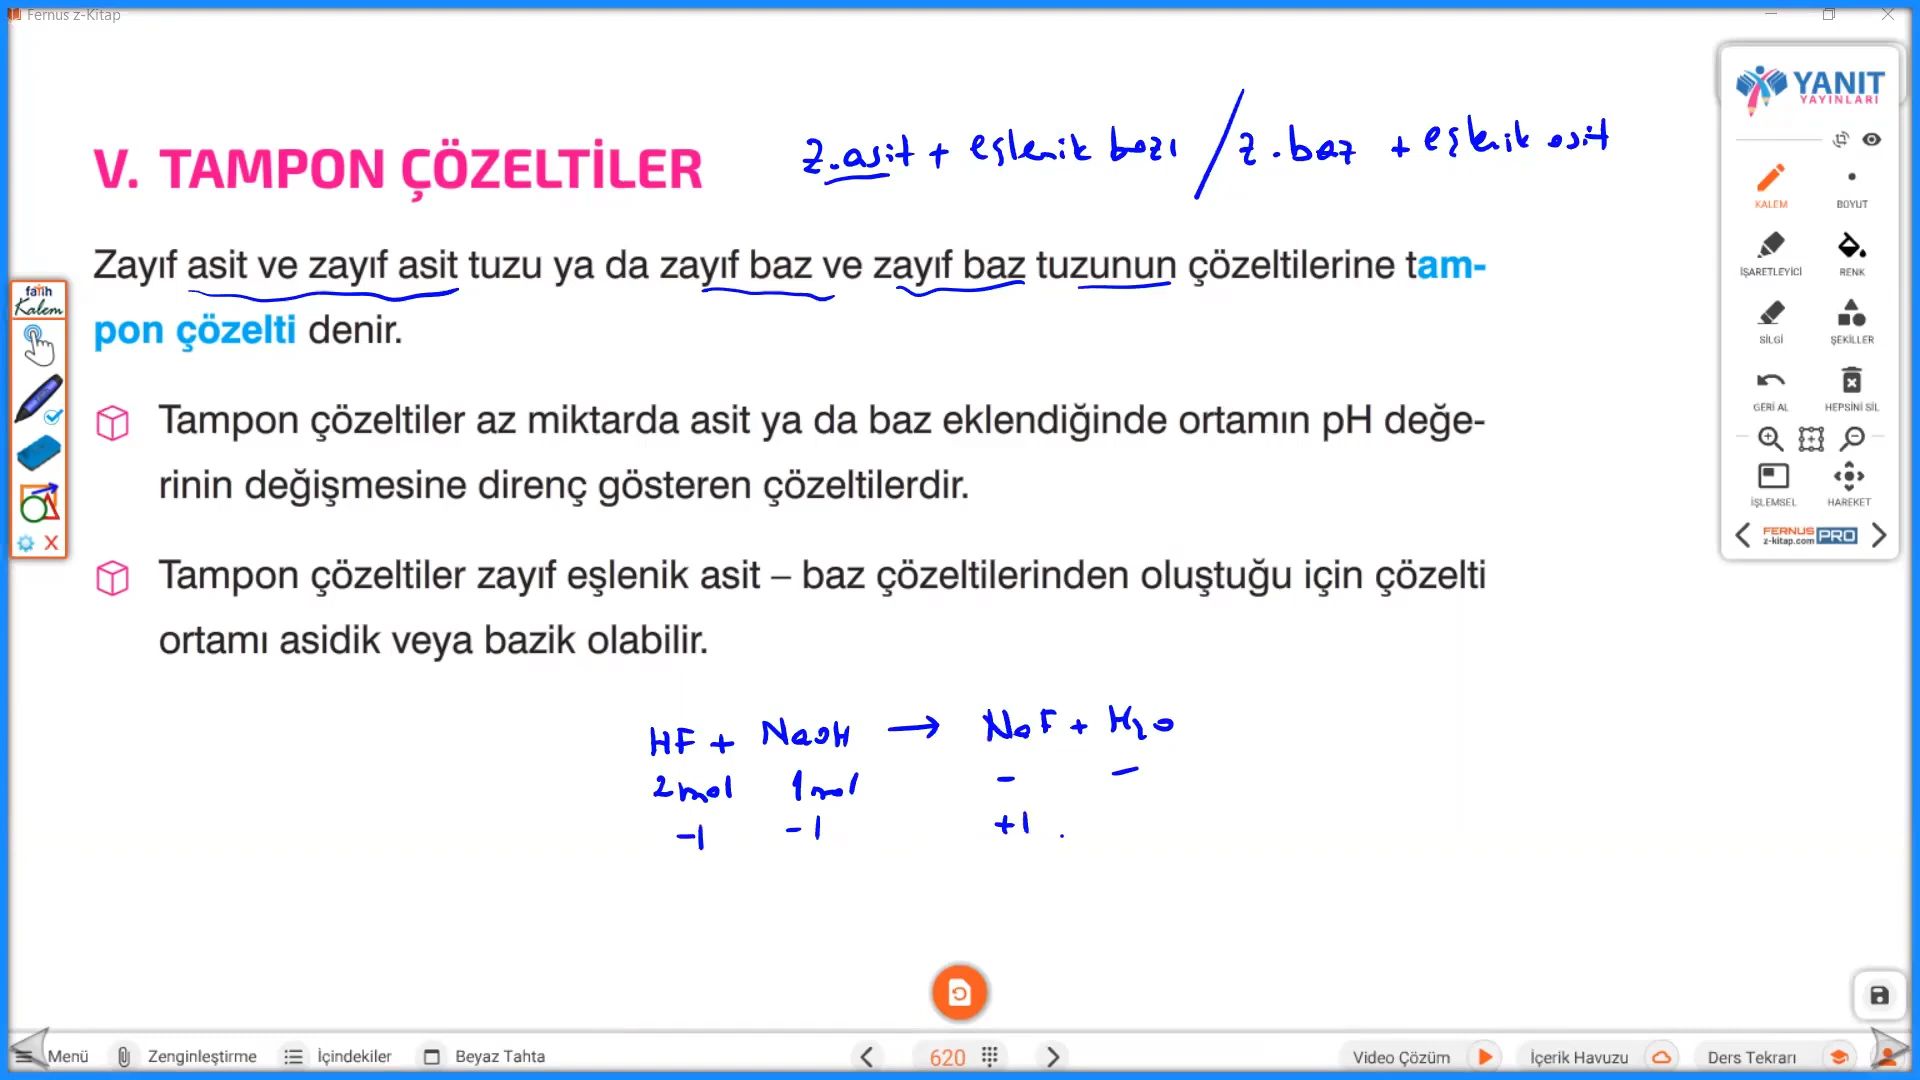 Fernus z-Kitap
YANIT
YAYINLARI
z.asit + eşlenik bazı / z.baz + eşlenik asit
V. TAMPON ÇÖZELTİLER
Zayıf asit ve zayıf asit tuzu ya da zayıf baz ve zayıf baz tuzunun çözeltilerine tam-
pon çözelti denir.
Tampon çözeltiler az miktarda asit ya da baz eklendiğinde ortamın pH değe-
rinin değişmesine direnç gösteren çözeltilerdir.
Tampon çözeltiler zayıf eşlenik asit – baz çözeltilerinden oluştuğu için çözelti
ortamı asidik veya bazik olabilir.
HF + NaOH → NaF + H₂O
2mol 1mol - -
-1 -1 +1 .
fatih
Kalem
X
KALEM BOYUT
İŞARETLEYİCİ RENK
SİLGİ ŞEKİLLER
GERİ AL HEPSİNİ SİL
İŞLEMSEL HAREKET
FERNUS
z-kitap.com PRO
Menü Zenginleştirme İçindekiler Beyaz Tahta 620 Video Çözüm İçerik Havuzu Ders Tekrarı